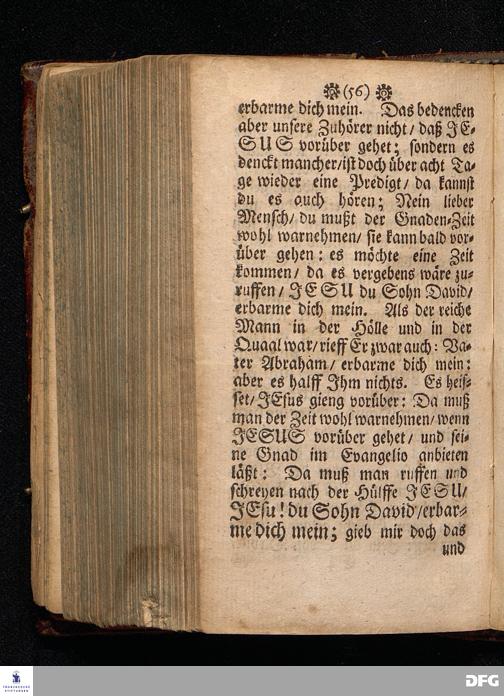 (56)
erbarme dich mein. Das bedencken
aber unsere Zuhörer nicht/ daß JE-
SUS vorüber gehet; sondern es
denckt mancher/ ist doch über acht Ta-
ge wieder eine Predigt/ da kannst
du es auch hören; Nein lieber
Mensch/ du mußt der Gnaden-Zeit
wohl warnehmen/ sie kann bald vor-
über gehen: es möchte eine Zeit
kommen/ da es vergebens wäre zu-
ruffen/ JESU du Sohn David/
erbarme dich mein. Als der reiche
Mann in der Hölle und in der
Quaal war/ rieff Er zwar auch: Va-
ter Abraham/ erbarme dich mein:
aber es halff Ihm nichts. Es heis-
set/ JEsus gieng vorüber: Da muß
man der Zeit wohl warnehmen/ wenn
JESUS vorüber gehet/ und sei-
ne Gnad im Evangelio anbieten
läßt: Da muß man ruffen und
schreyen nach der Hülffe JESU/
JEsu! du Sohn David/ erbar-
me dich mein; gieb mir doch das
und
FRANCKESCHE
STIFTUNGEN
DFG